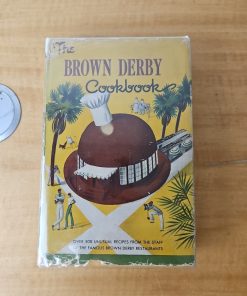 The
BROWN DERBY
Cookbook
OVER 500 UNUSUAL RECIPES FROM THE STAFF
OF THE FAMOUS BROWN DERBY RESTAURANTS